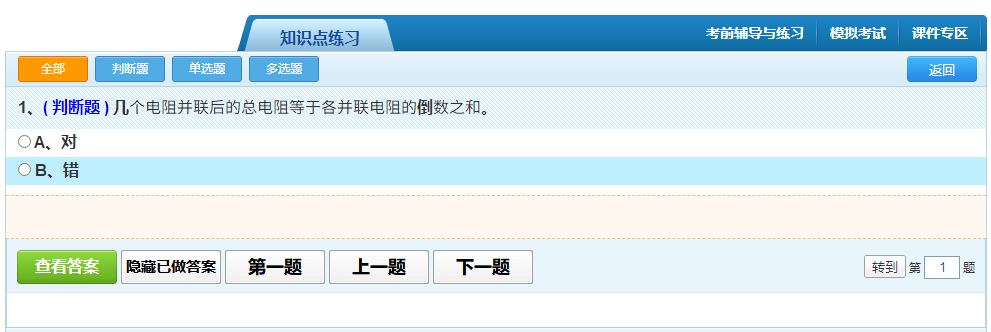 知识点练习 考前辅导与练习 模拟考试 课件专区
全部 判断题 单选题 多选题 返回
1、( 判断题 ) 几个电阻并联后的总电阻等于各并联电阻的倒数之和。
A、对
B、错
查看答案 隐藏已做答案 第一题 上一题 下一题 转到 第 1 题